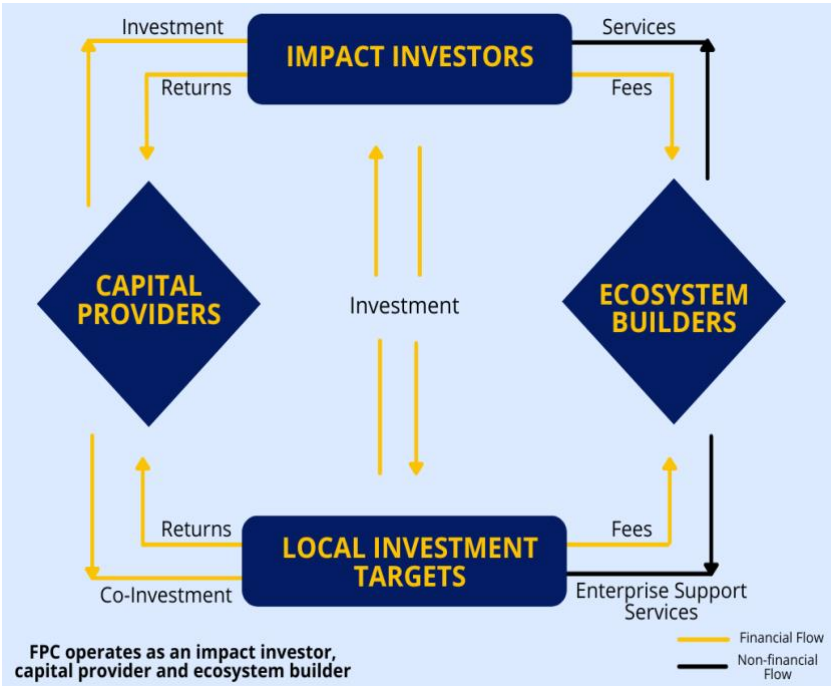 Investment
IMPACT INVESTORS
Services
Returns
Fees
CAPITAL
PROVIDERS
ECOSYSTEM
BUILDERS
Investment
Returns
LOCAL INVESTMENT
TARGETS
Fees
Co-Investment
Enterprise Support
Services
FPC operates as an impact investor,
capital provider and ecosystem builder
Financial Flow
Non-financial
Flow